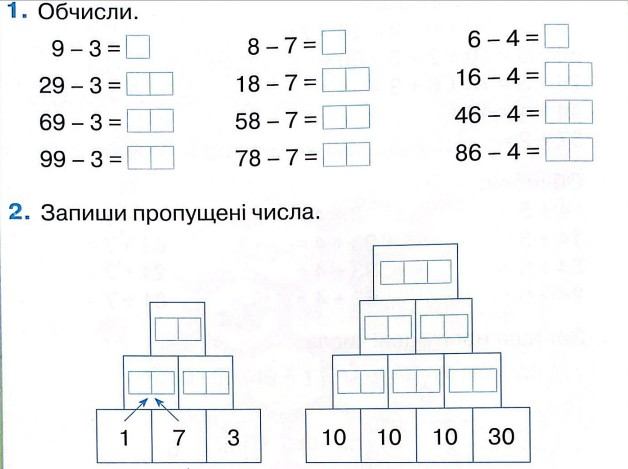 1. Обчисли.
9 – 3 =
8 – 7 =
6 – 4 =
29 – 3 =
18 – 7 =
16 – 4 =
69 – 3 =
58 – 7 =
46 – 4 =
99 – 3 =
78 – 7 =
86 – 4 =
2. Запиши пропущені числа.
1 7 3
10 10 10 30